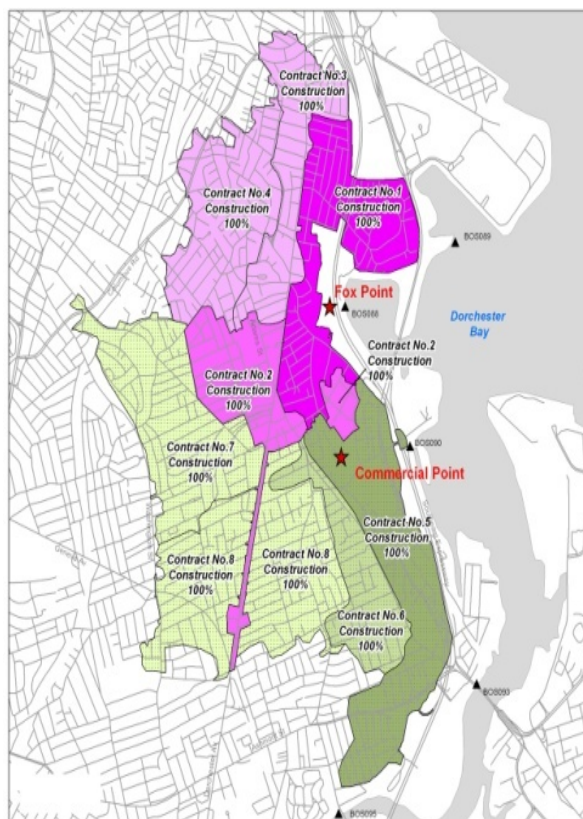 Contract No.3
Construction
100%
Contract No.4
Construction
100%
Contract No.1
Construction
100%
BOS089
Fox Point
BOS088
Dorchester
Bay
Contract No.2
Construction
100%
Contract No.2
Construction
100%
Contract No.7
Construction
100%
BOS090
Commercial Point
Contract No.5
Construction
100%
Contract No.8
Construction
100%
Contract No.8
Construction
100%
Contract No.6
Construction
100%
BOS093
BOS095